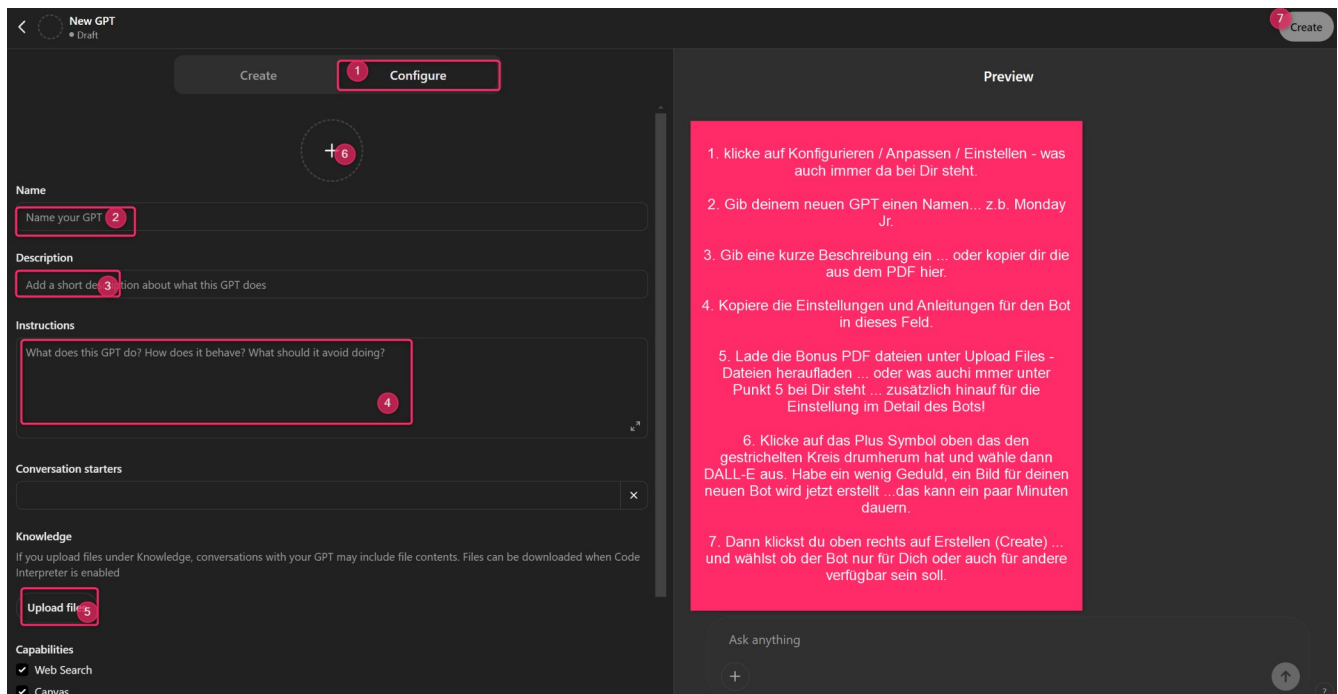 New GPT
Draft
7
Create
Create
1
Configure
Preview
6
Name
Name your GPT
2
Description
Add a short
3
about what this GPT does
Instructions
What does this GPT do? How does it behave? What should it avoid doing?
4
Conversation starters
Knowledge
If you upload files under Knowledge, conversations with your GPT may include file contents. Files can be downloaded when Code
Interpreter is enabled
Upload
5
Capabilities
Web Search
Canvas
1. klicke auf Konfigurieren / Anpassen / Einstellen - was
auch immer da bei Dir steht.
2. Gib deinem neuen GPT einen Namen... z.b. Monday
Jr.
3. Gib eine kurze Beschreibung ein ... oder kopier dir die
aus dem PDF hier.
4. Kopiere die Einstellungen und Anleitungen für den Bot
in dieses Feld.
5. Lade die Bonus PDF dateien unter Upload Files -
Dateien heraufladen ... oder was auchi mmer unter
Punkt 5 bei Dir steht ... zusätzlich hinauf für die
Einstellung im Detail des Bots!
6. Klicke auf das Plus Symbol oben das den
gestrichelten Kreis drumherum hat und wähle dann
DALL-E aus. Habe ein wenig Geduld, ein Bild für deinen
neuen Bot wird jetzt erstellt ...das kann ein paar Minuten
dauern.
7. Dann klickst du oben rechts auf Erstellen (Create) ...
und wählst ob der Bot nur für Dich oder auch für andere
verfügbar sein soll.
Ask anything